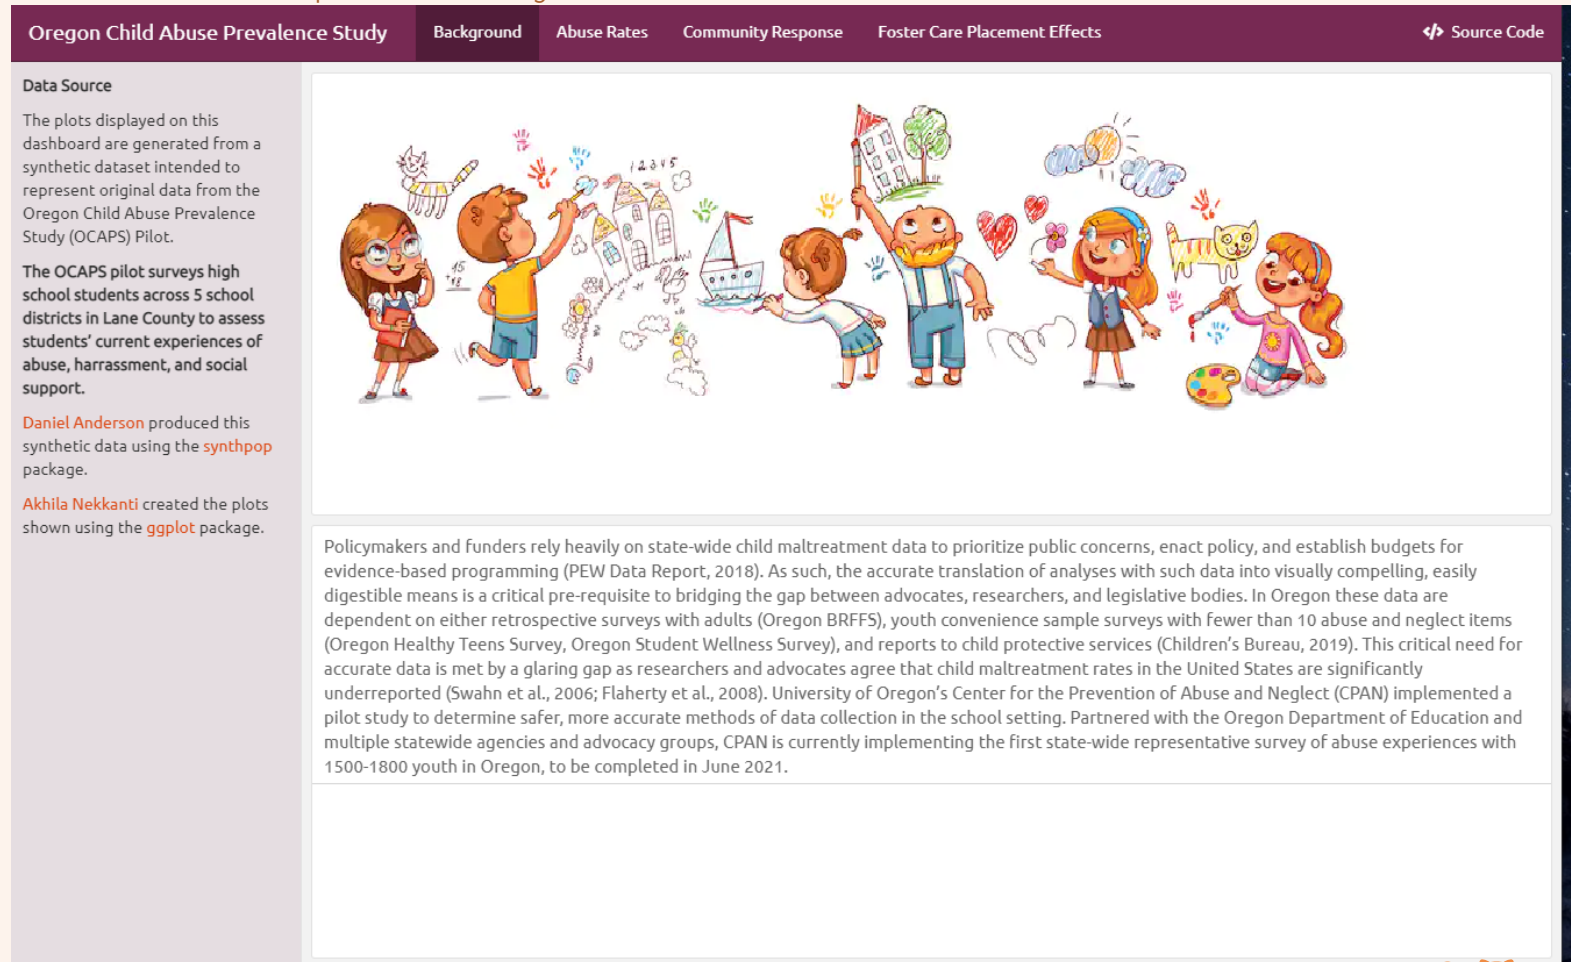 Oregon Child Abuse Prevalence Study
Background
Abuse Rates
Community Response
Foster Care Placement Effects
</> Source Code
Data Source
The plots displayed on this
dashboard are generated from a
synthetic dataset intended to
represent original data from the
Oregon Child Abuse Prevalence
Study (OCAPS) Pilot.
The OCAPS pilot surveys high
school students across 5 school
districts in Lane County to assess
students' current experiences of
abuse, harrassment, and social
support.
Daniel Anderson produced this
synthetic data using the synthpop
package.
Akhila Nekkanti created the plots
shown using the ggplot package.
12345
15
+18
Policymakers and funders rely heavily on state-wide child maltreatment data to prioritize public concerns, enact policy, and establish budgets for
evidence-based programming (PEW Data Report, 2018). As such, the accurate translation of analyses with such data into visually compelling, easily
digestible means is a critical pre-requisite to bridging the gap between advocates, researchers, and legislative bodies. In Oregon these data are
dependent on either retrospective surveys with adults (Oregon BRFFS), youth convenience sample surveys with fewer than 10 abuse and neglect items
(Oregon Healthy Teens Survey, Oregon Student Wellness Survey), and reports to child protective services (Children's Bureau, 2019). This critical need for
accurate data is met by a glaring gap as researchers and advocates agree that child maltreatment rates in the United States are significantly
underreported (Swahn et al., 2006; Flaherty et al., 2008). University of Oregon's Center for the Prevention of Abuse and Neglect (CPAN) implemented a
pilot study to determine safer, more accurate methods of data collection in the school setting. Partnered with the Oregon Department of Education and
multiple statewide agencies and advocacy groups, CPAN is currently implementing the first state-wide representative survey of abuse experiences with
1500-1800 youth in Oregon, to be completed in June 2021.